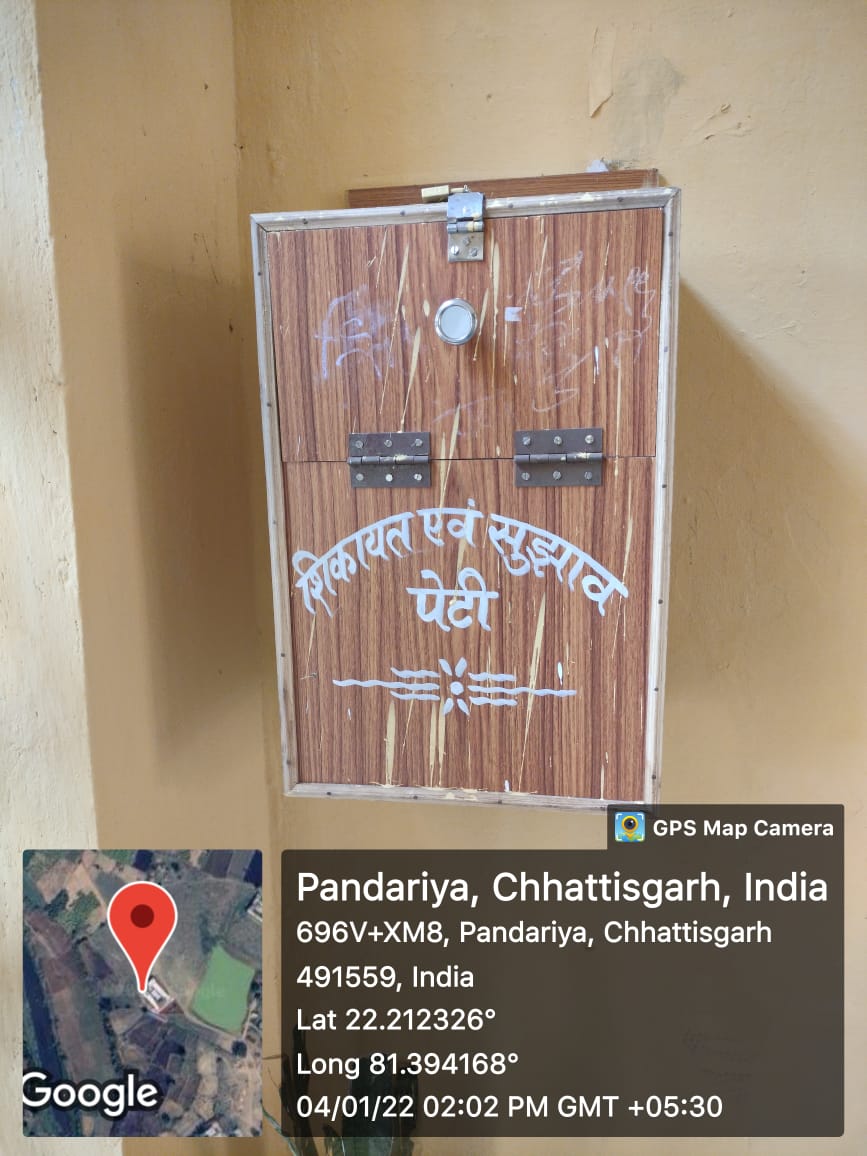 शिकायत एवं सुझाव
पेटी
GPS Map Camera
Pandariya, Chhattisgarh, India
696V+XM8, Pandariya, Chhattisgarh
491559, India
Lat 22.212326°
Long 81.394168°
04/01/22 02:02 PM GMT +05:30
Google